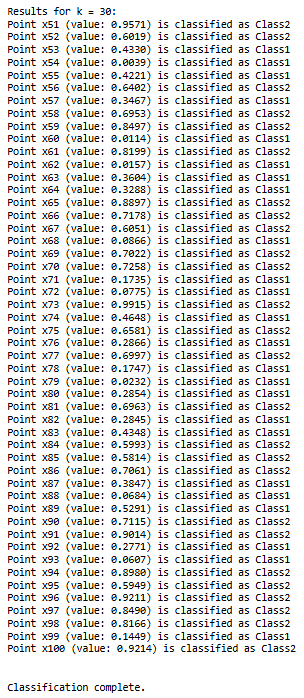 Results for k = 30:
Point x51 (value: 0.9571) is classified as Class2
Point x52 (value: 0.6019) is classified as Class2
Point x53 (value: 0.4330) is classified as Class1
Point x54 (value: 0.0039) is classified as Class1
Point x55 (value: 0.4221) is classified as Class1
Point x56 (value: 0.6402) is classified as Class2
Point x57 (value: 0.3467) is classified as Class1
Point x58 (value: 0.6953) is classified as Class2
Point x59 (value: 0.8497) is classified as Class2
Point x60 (value: 0.0114) is classified as Class1
Point x61 (value: 0.8199) is classified as Class2
Point x62 (value: 0.0157) is classified as Class1
Point x63 (value: 0.3604) is classified as Class1
Point x64 (value: 0.3288) is classified as Class1
Point x65 (value: 0.8897) is classified as Class2
Point x66 (value: 0.7178) is classified as Class2
Point x67 (value: 0.6051) is classified as Class2
Point x68 (value: 0.0866) is classified as Class1
Point x69 (value: 0.7022) is classified as Class2
Point x70 (value: 0.7258) is classified as Class2
Point x71 (value: 0.1735) is classified as Class1
Point x72 (value: 0.0775) is classified as Class1
Point x73 (value: 0.9915) is classified as Class2
Point x74 (value: 0.4648) is classified as Class1
Point x75 (value: 0.6581) is classified as Class2
Point x76 (value: 0.2866) is classified as Class1
Point x77 (value: 0.6997) is classified as Class2
Point x78 (value: 0.1747) is classified as Class1
Point x79 (value: 0.0232) is classified as Class1
Point x80 (value: 0.2854) is classified as Class1
Point x81 (value: 0.6963) is classified as Class2
Point x82 (value: 0.2845) is classified as Class1
Point x83 (value: 0.4348) is classified as Class1
Point x84 (value: 0.5993) is classified as Class2
Point x85 (value: 0.5814) is classified as Class2
Point x86 (value: 0.7061) is classified as Class2
Point x87 (value: 0.3847) is classified as Class1
Point x88 (value: 0.0684) is classified as Class1
Point x89 (value: 0.5291) is classified as Class1
Point x90 (value: 0.7115) is classified as Class2
Point x91 (value: 0.9014) is classified as Class2
Point x92 (value: 0.2771) is classified as Class1
Point x93 (value: 0.0607) is classified as Class1
Point x94 (value: 0.8980) is classified as Class2
Point x95 (value: 0.5949) is classified as Class2
Point x96 (value: 0.9211) is classified as Class2
Point x97 (value: 0.8490) is classified as Class2
Point x98 (value: 0.8166) is classified as Class2
Point x99 (value: 0.1449) is classified as Class1
Point x100 (value: 0.9214) is classified as Class2
Classification complete.